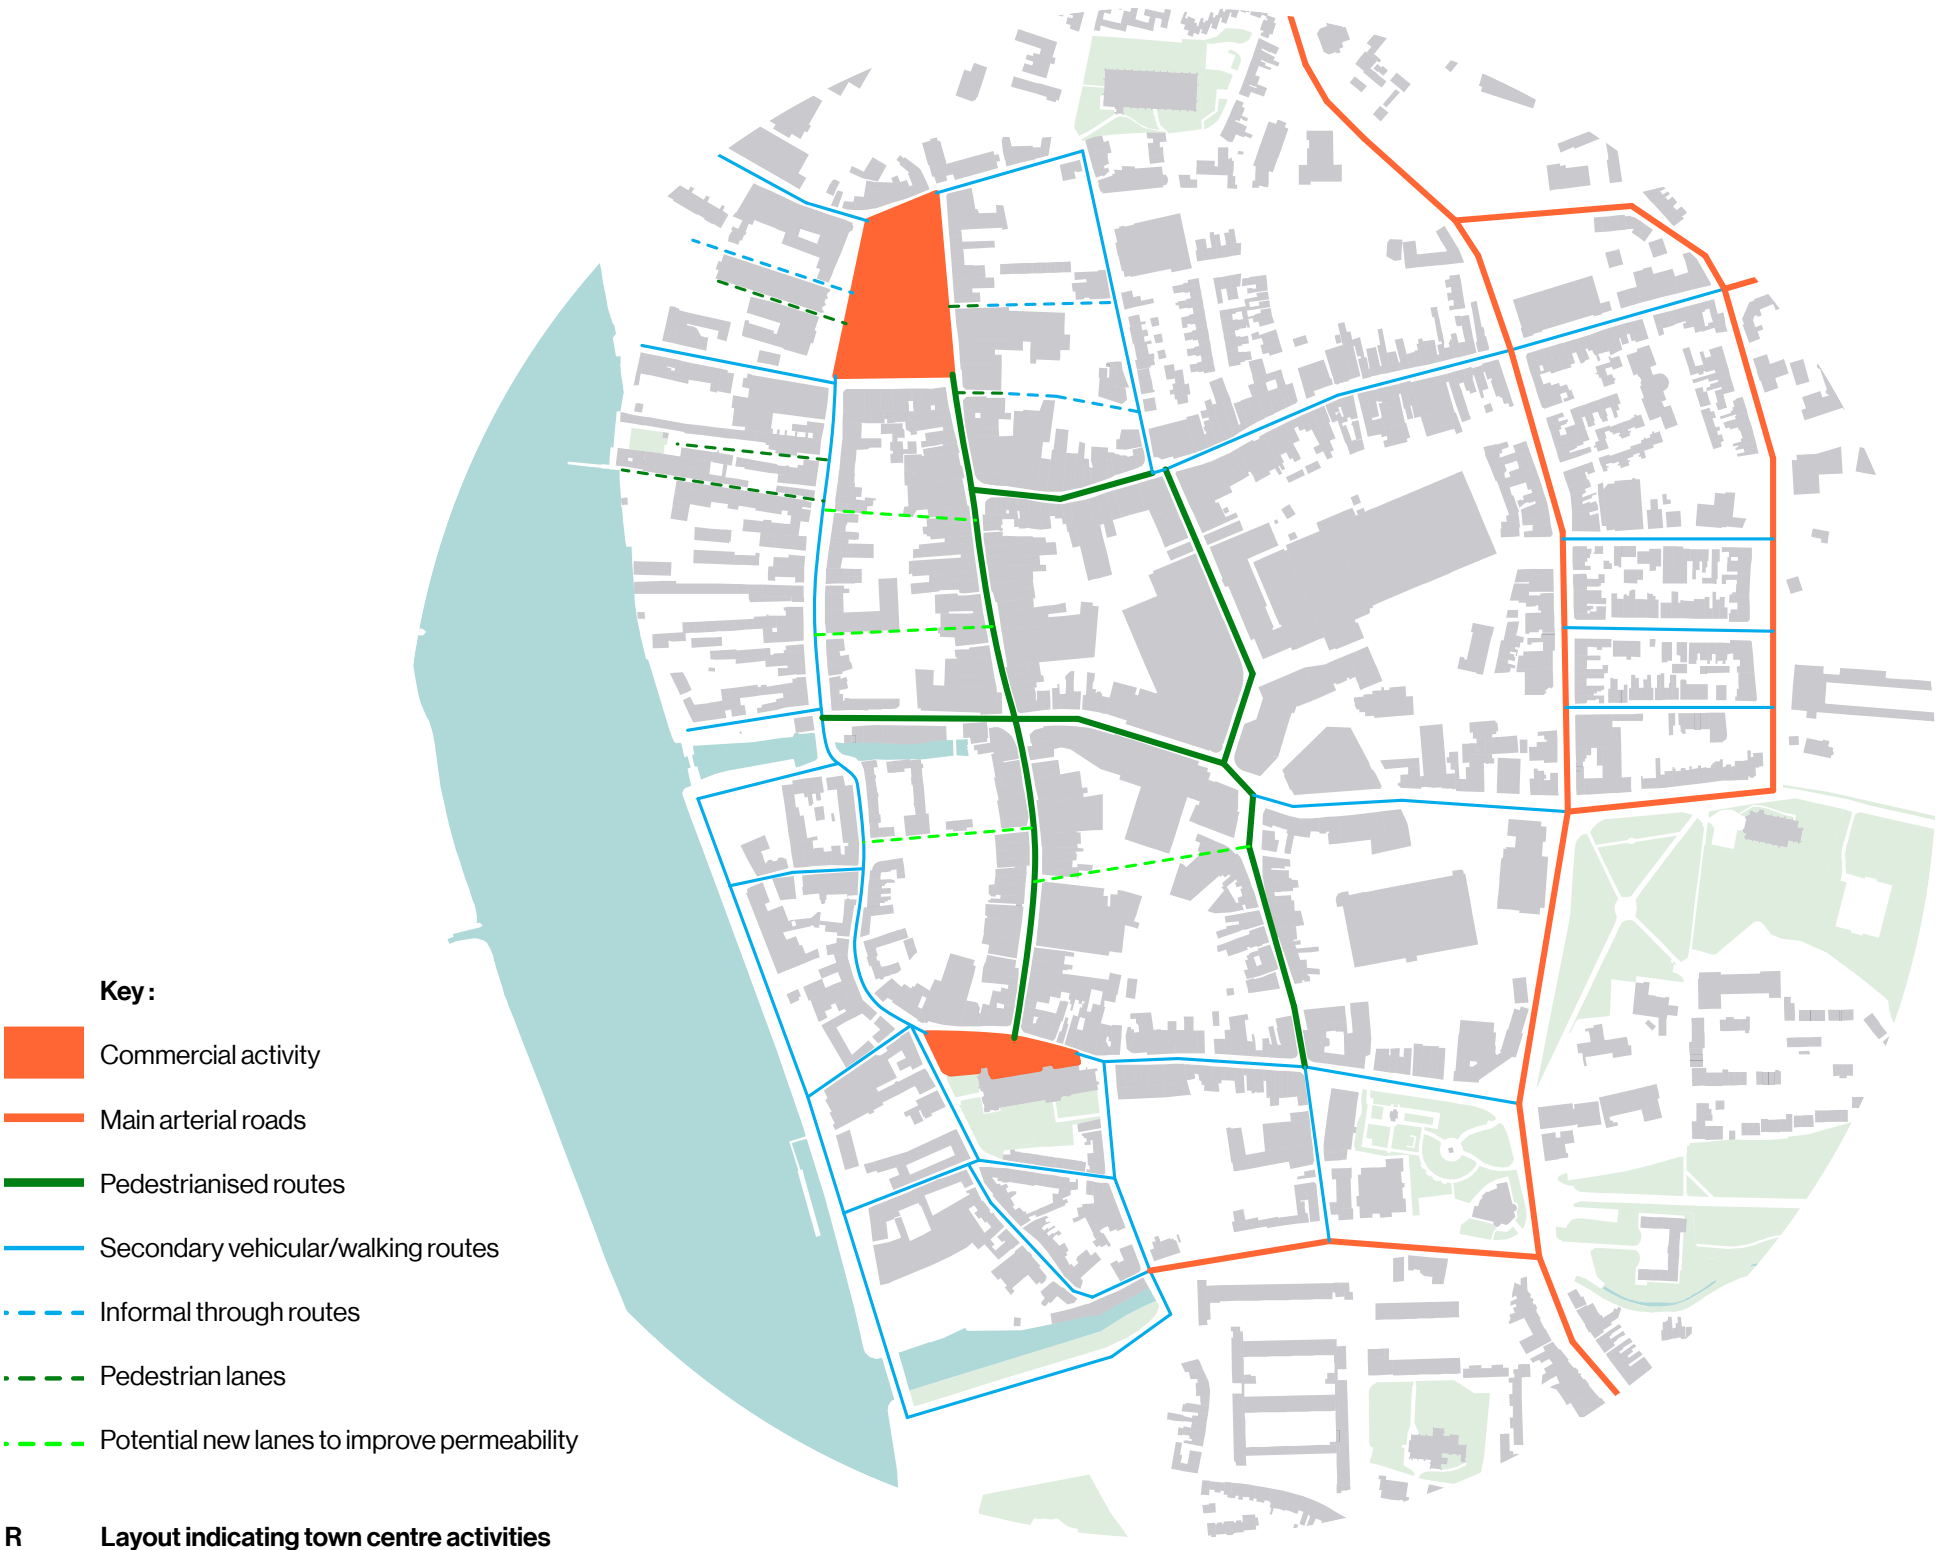 Key :
Commercial activity
Main arterial roads
Pedestrianised routes
Secondary vehicular/walking routes
Informal through routes
Pedestrian lanes
Potential new lanes to improve permeability
R Layout indicating town centre activities